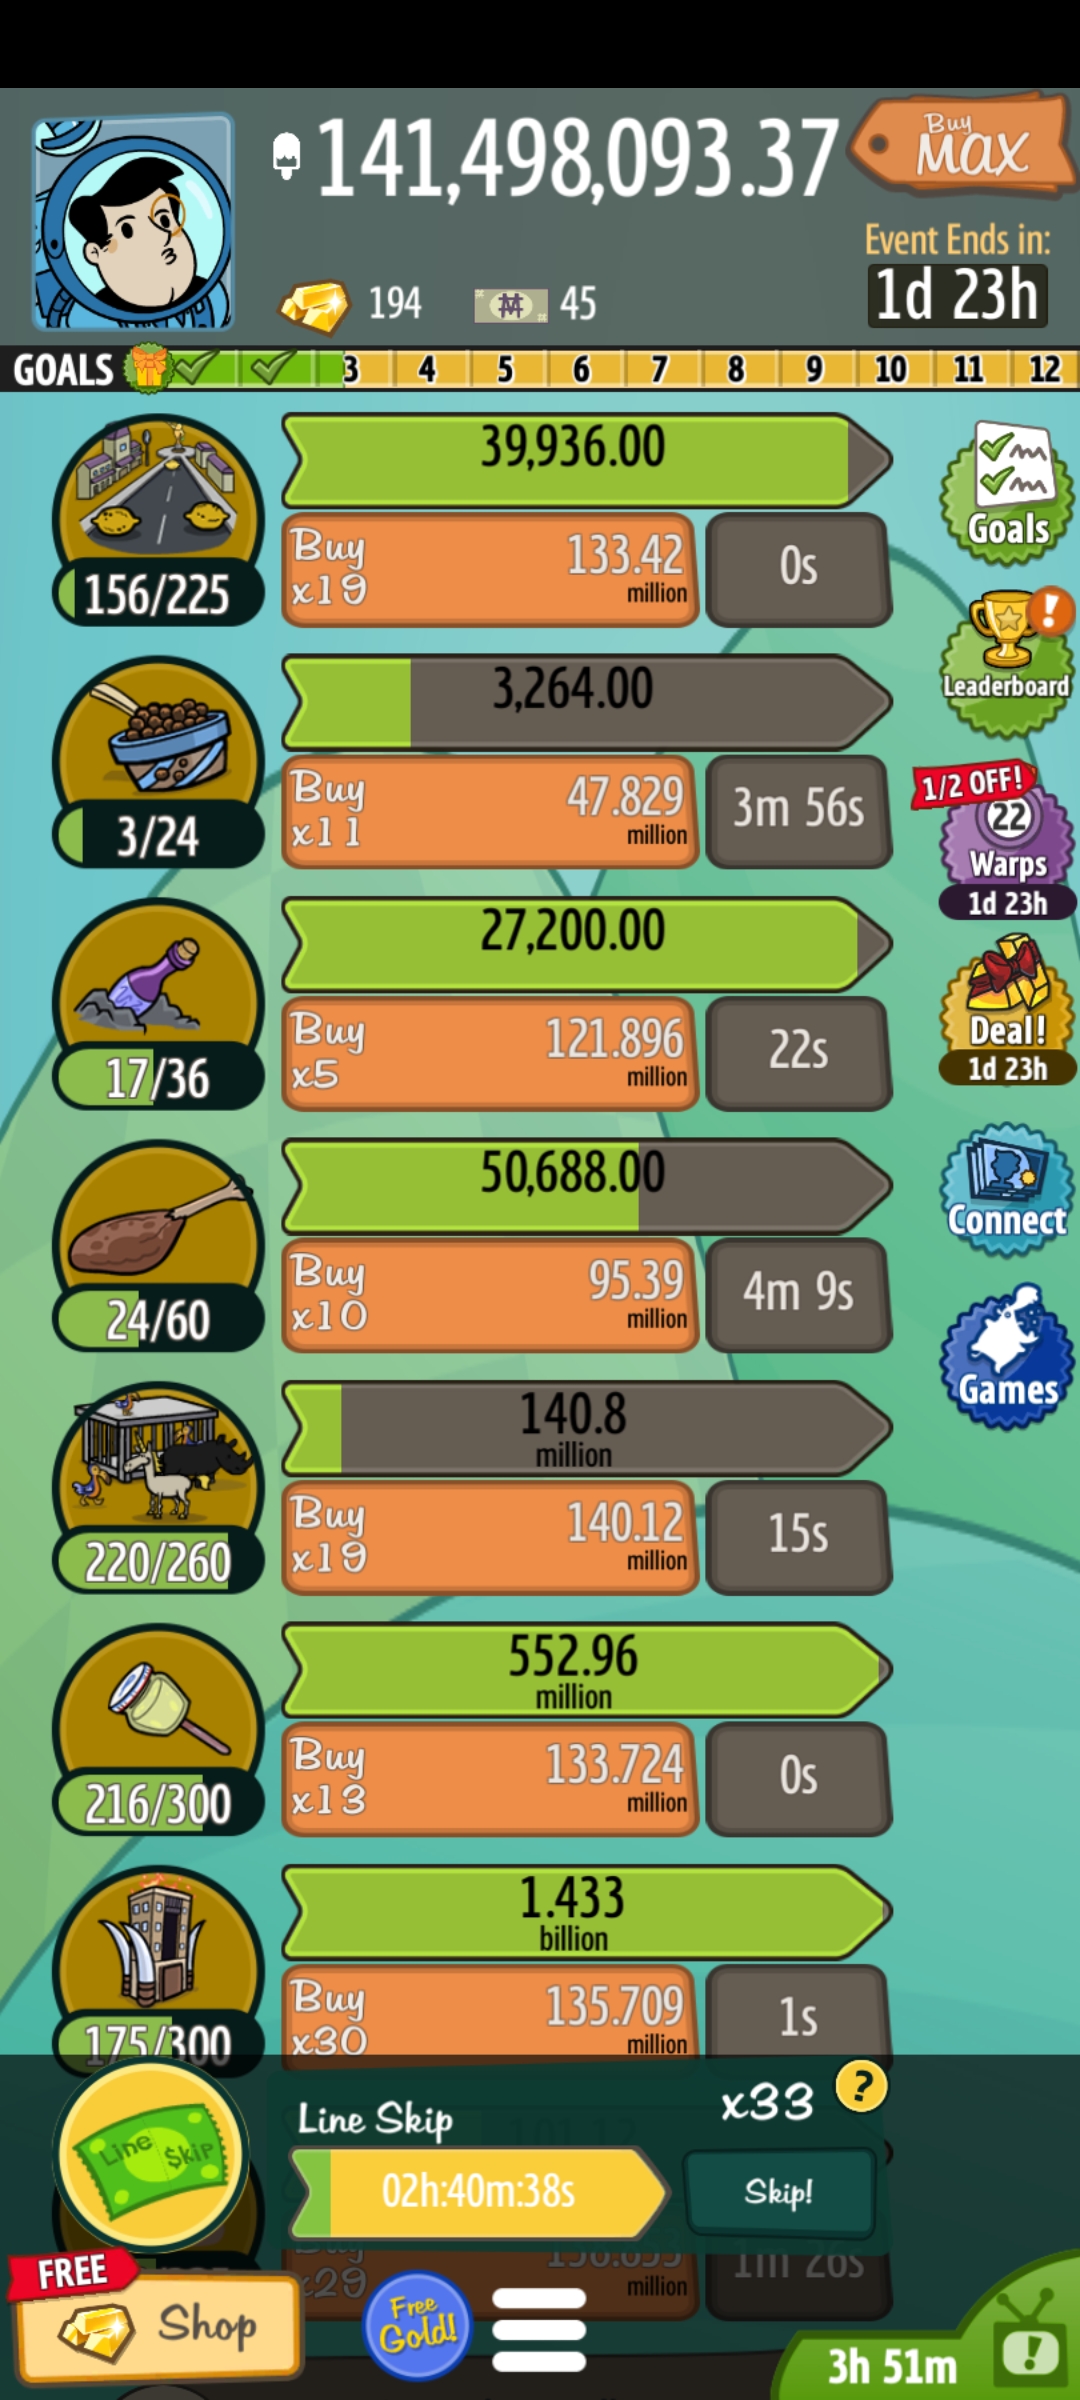 141,498,093.37
Buy
MAX
Event Ends in:
1d 23h
194
45
GOALS
3
4
5
6
7
8
9
10
11
12
39,936.00
Buy
x19
133.42
million
0s
156/225
Goals
3,264.00
Buy
x11
47.829
million
3m 56s
3/24
Leaderboard
1/2 OFF!
22
Warps
1d 23h
27,200.00
Buy
x5
121.896
million
22s
17/36
Deal!
1d 23h
50,688.00
Buy
x10
95.39
million
4m 9s
24/60
Connect
Games
140.8
million
Buy
x19
140.12
million
15s
220/260
552.96
million
Buy
x13
133.724
million
0s
216/300
1.433
billion
Buy
x30
135.709
million
1s
175/300
Line Skip
x33
?
Line $kip
02h:40m:38s
Skip!
x29
million
1m 26s
FREE
Shop
Free
Gold!
3h 51m